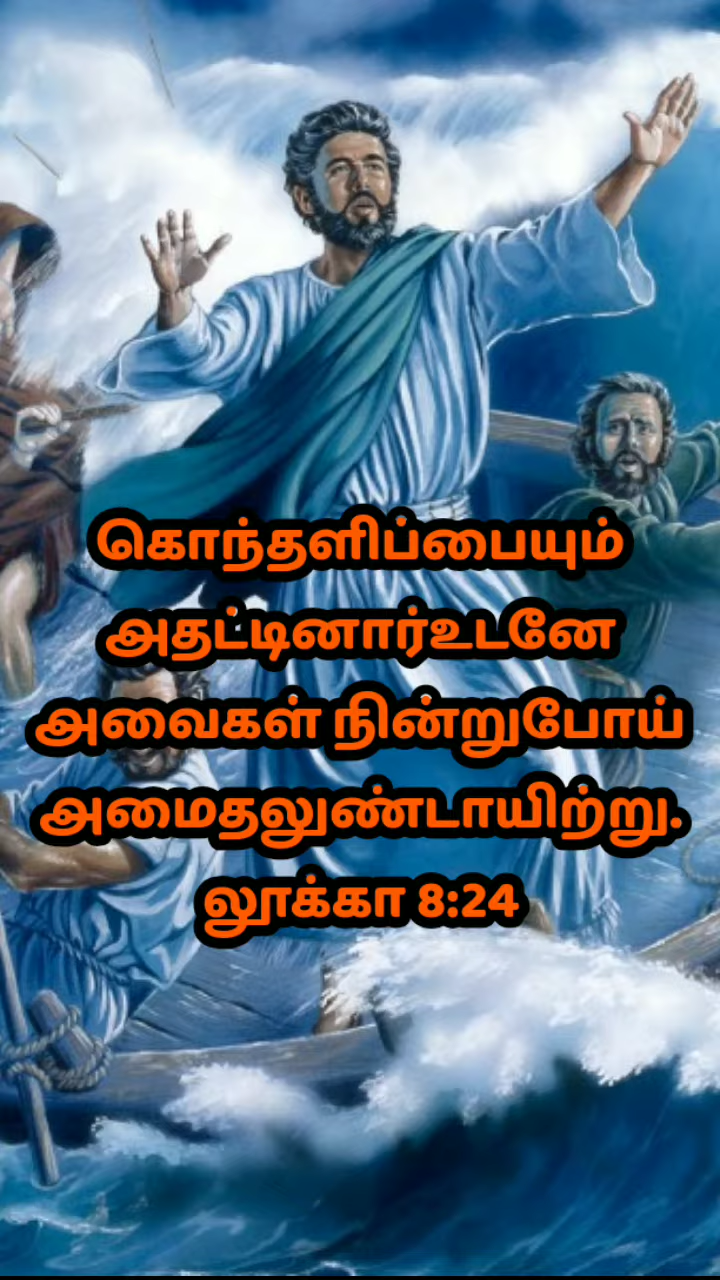 கொந்தளிப்பையும்
அதட்டினார்உடனே
அவைகள் நின்றுபோய்
அமைதலுண்டாயிற்று.
லூக்கா 8:24